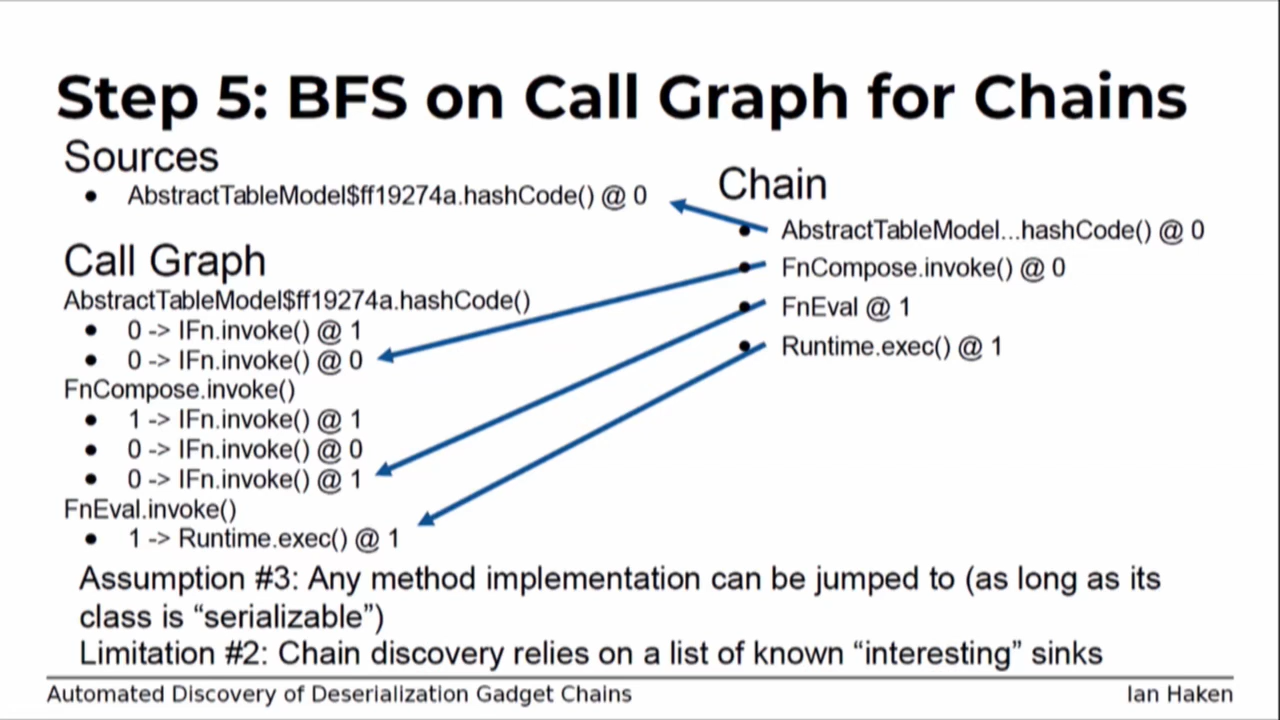 Step 5: BFS on Call Graph for Chains
Sources
• AbstractTableModel$ff19274a.hashCode() @ 0
Call Graph
AbstractTableModel$ff19274a.hashCode()
• 0 -> IFn.invoke() @ 1
• 0 -> IFn.invoke() @ 0
FnCompose.invoke()
• 1 -> IFn.invoke() @ 1
• 0 -> IFn.invoke() @ 0
• 0 -> IFn.invoke() @ 1
FnEval.invoke()
• 1 -> Runtime.exec() @ 1
Chain
• AbstractTableModel...hashCode() @ 0
• FnCompose.invoke() @ 0
• FnEval @ 1
• Runtime.exec() @ 1
Assumption #3: Any method implementation can be jumped to (as long as its
class is “serializable”)
Limitation #2: Chain discovery relies on a list of known “interesting” sinks
Automated Discovery of Deserialization Gadget Chains
Ian Haken